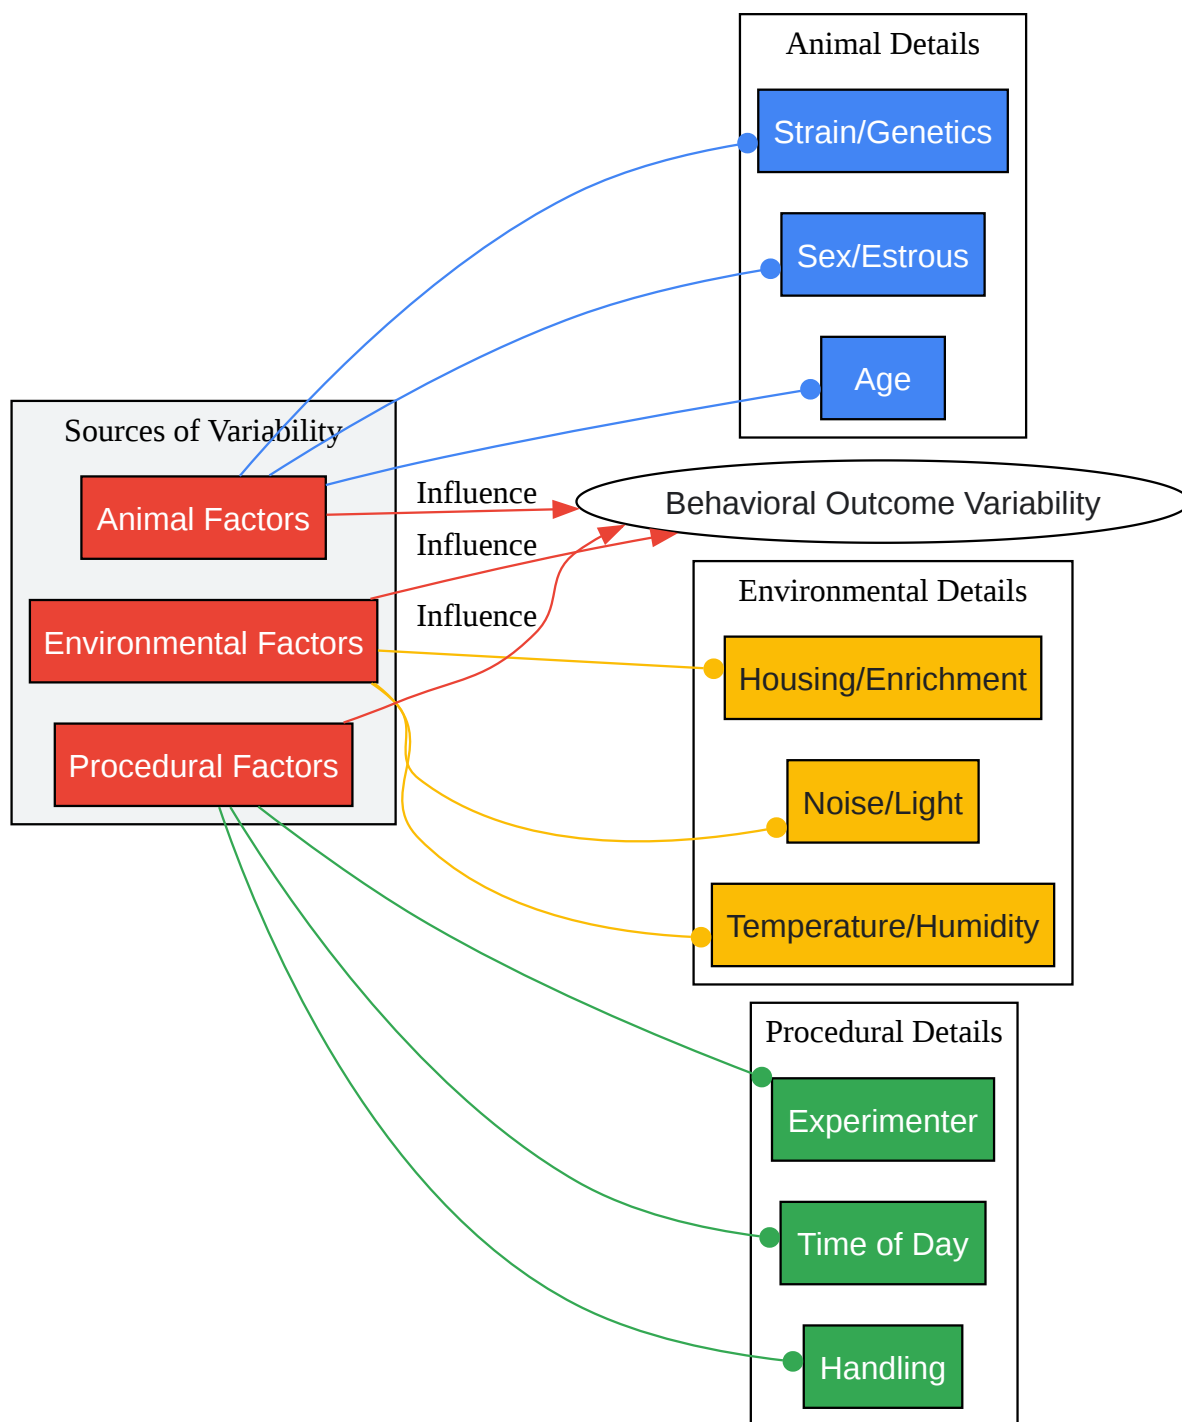 Animal Details
Strain/Genetics
Sex/Estrous
Age
Sources of Variability
Animal Factors
Environmental Factors
Procedural Factors
Influence
Influence
Influence
Behavioral Outcome Variability
Environmental Details
Housing/Enrichment
Noise/Light
Temperature/Humidity
Procedural Details
Experimenter
Time of Day
Handling